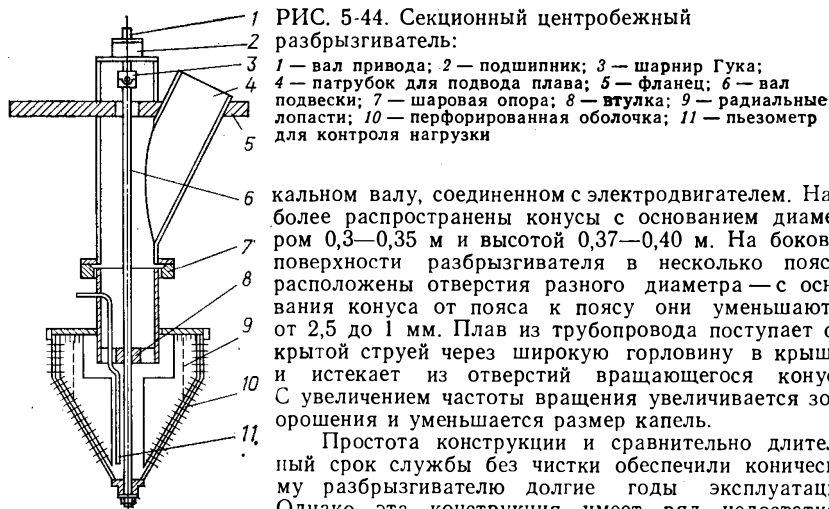 1
2
3
4
5
6
7
8
9
10
11
РИС. 5-44. Секционный центробежный
разбрызгиватель:
1 — вал привода; 2 — подшипник; 3 — шарнир Гука;
4 — патрубок для подвода плава; 5 — фланец; 6 — вал
подвески; 7 — шаровая опора; 8 — втулка; 9 — радиальные
лопасти; 10 — перфорированная оболочка; 11 — пьезометр
для контроля нагрузки
кальном валу, соединенном с электродвигателем. На
более распространены конусы с основанием диаме
ром 0,3—0,35 м и высотой 0,37—0,40 м. На боков
поверхности разбрызгивателя в несколько пояс
расположены отверстия разного диаметра — с осн
вания конуса от пояса к поясу они уменьшают
от 2,5 до 1 мм. Плав из трубопровода поступает о
крытой струей через широкую горловину в крыш
и истекает из отверстий вращающегося конус
С увеличением частоты вращения увеличивается зо
орошения и уменьшается размер капель.
Простота конструкции и сравнительно длител
ный срок службы без чистки обеспечили коническ
му разбрызгивателю долгие годы эксплуатац
Однако эта конструкция имеет ряд недостатк